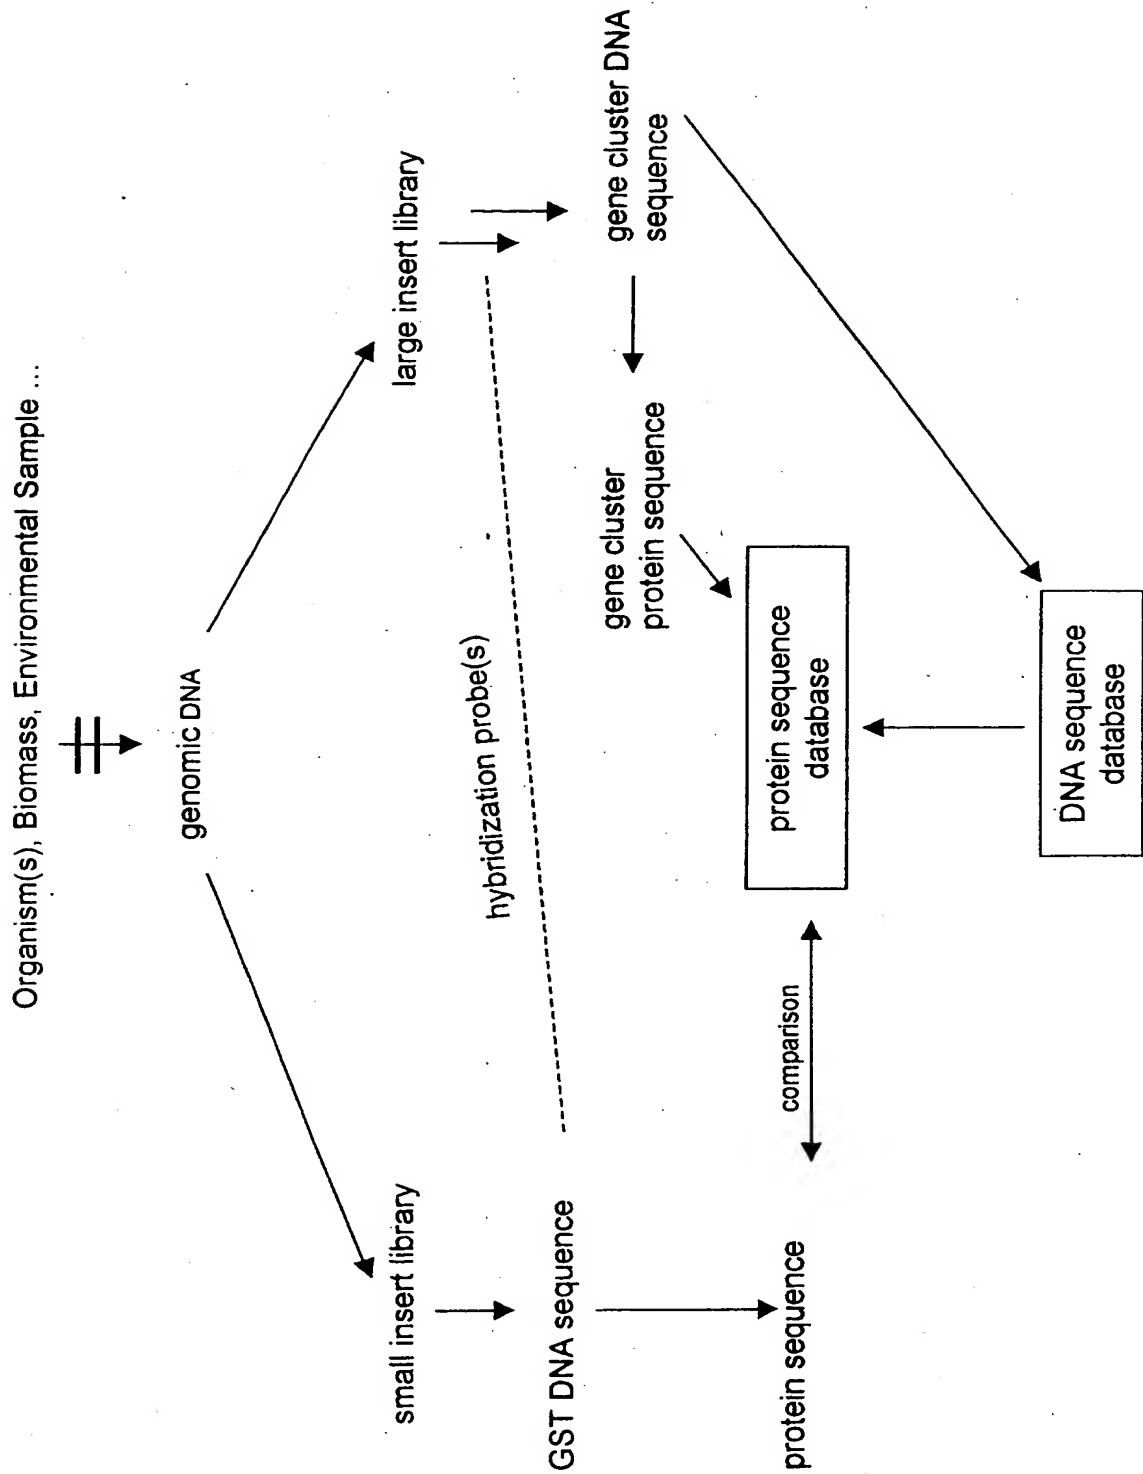 Organism(s), Biomass, Environmental Sample ...
genomic DNA
small insert library
large insert library
hybridization probe(s)
GST DNA sequence
gene cluster
protein sequence
gene cluster DNA
sequence
protein sequence
comparison
protein sequence
database
DNA sequence
database